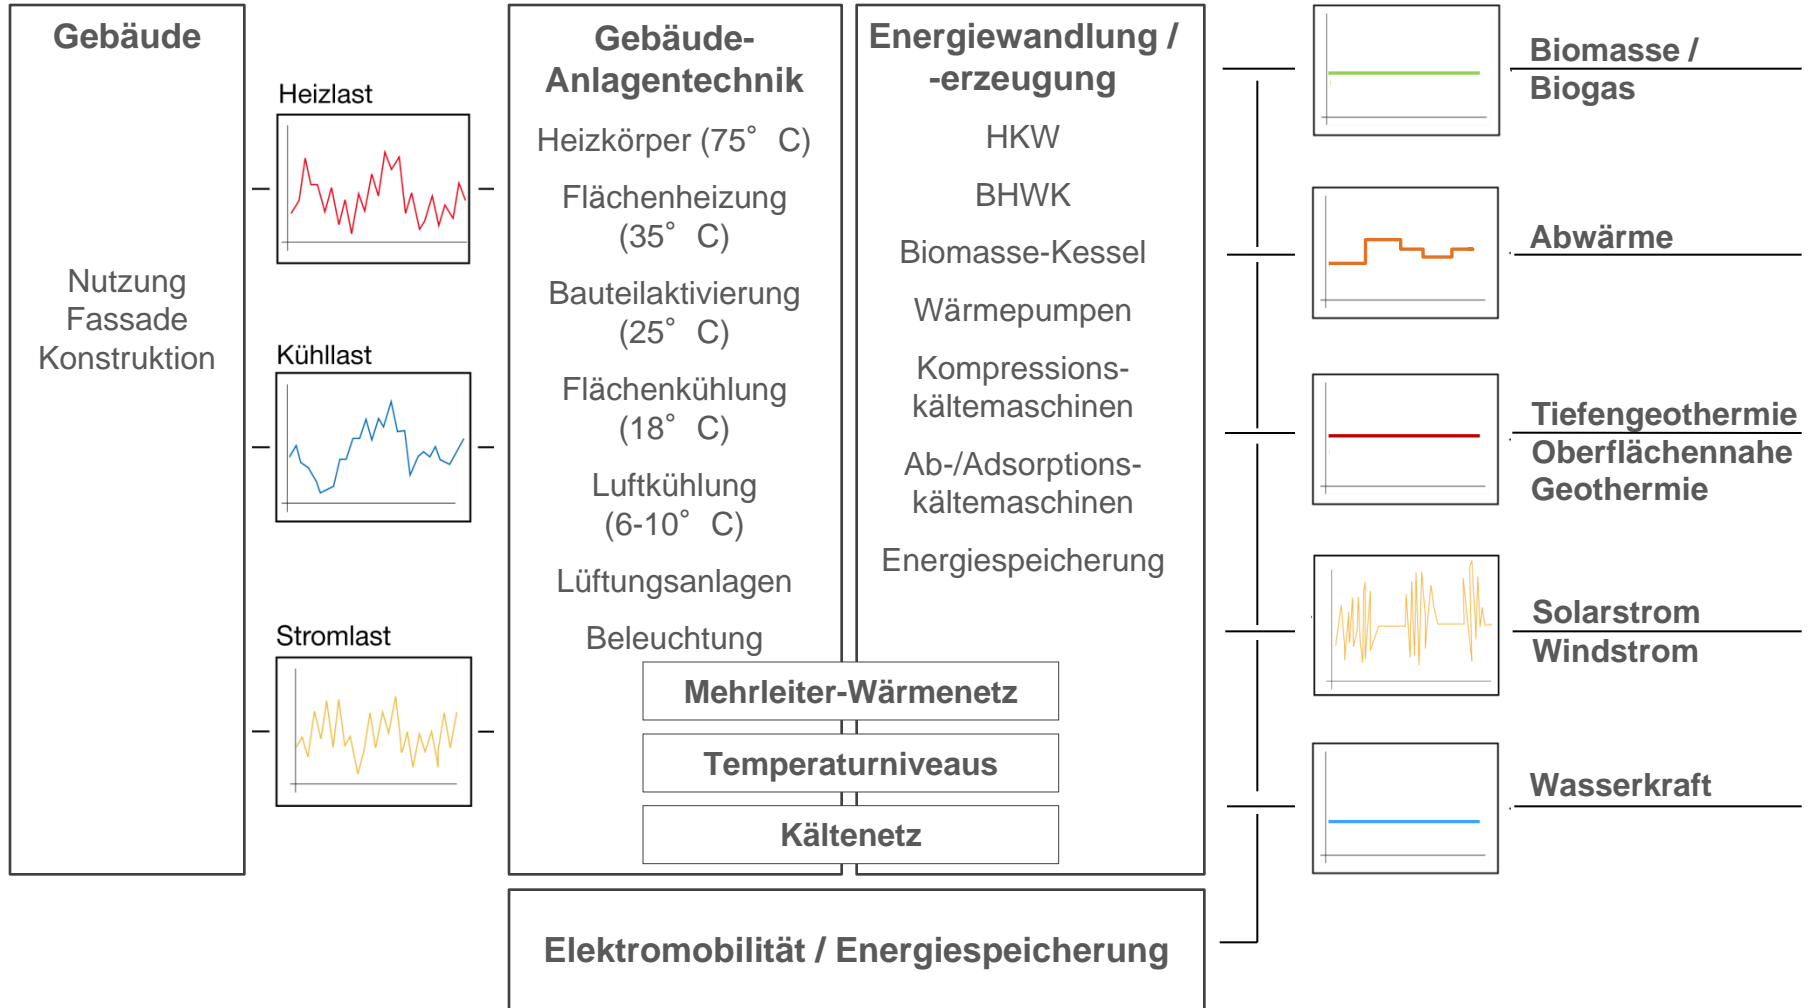 Gebäude
Nutzung
Fassade
Konstruktion
Heizlast
Kühllast
Stromlast
Gebäude-
Anlagentechnik
Heizkörper (75° C)
Flächenheizung
(35° C)
Bauteilaktivierung
(25° C)
Flächenkühlung
(18° C)
Luftkühlung
(6-10° C)
Lüftungsanlagen
Beleuchtung
Energiewandlung /
-erzeugung
HKW
BHWK
Biomasse-Kessel
Wärmepumpen
Kompressions-
kältemaschinen
Ab-/Adsorptions-
kältemaschinen
Energiespeicherung
Mehrleiter-Wärmenetz
Temperaturniveaus
Kältenetz
Elektromobilität / Energiespeicherung
Biomasse /
Biogas
Abwärme
Tiefengeothermie
Oberflächennahe
Geothermie
Solarstrom
Windstrom
Wasserkraft